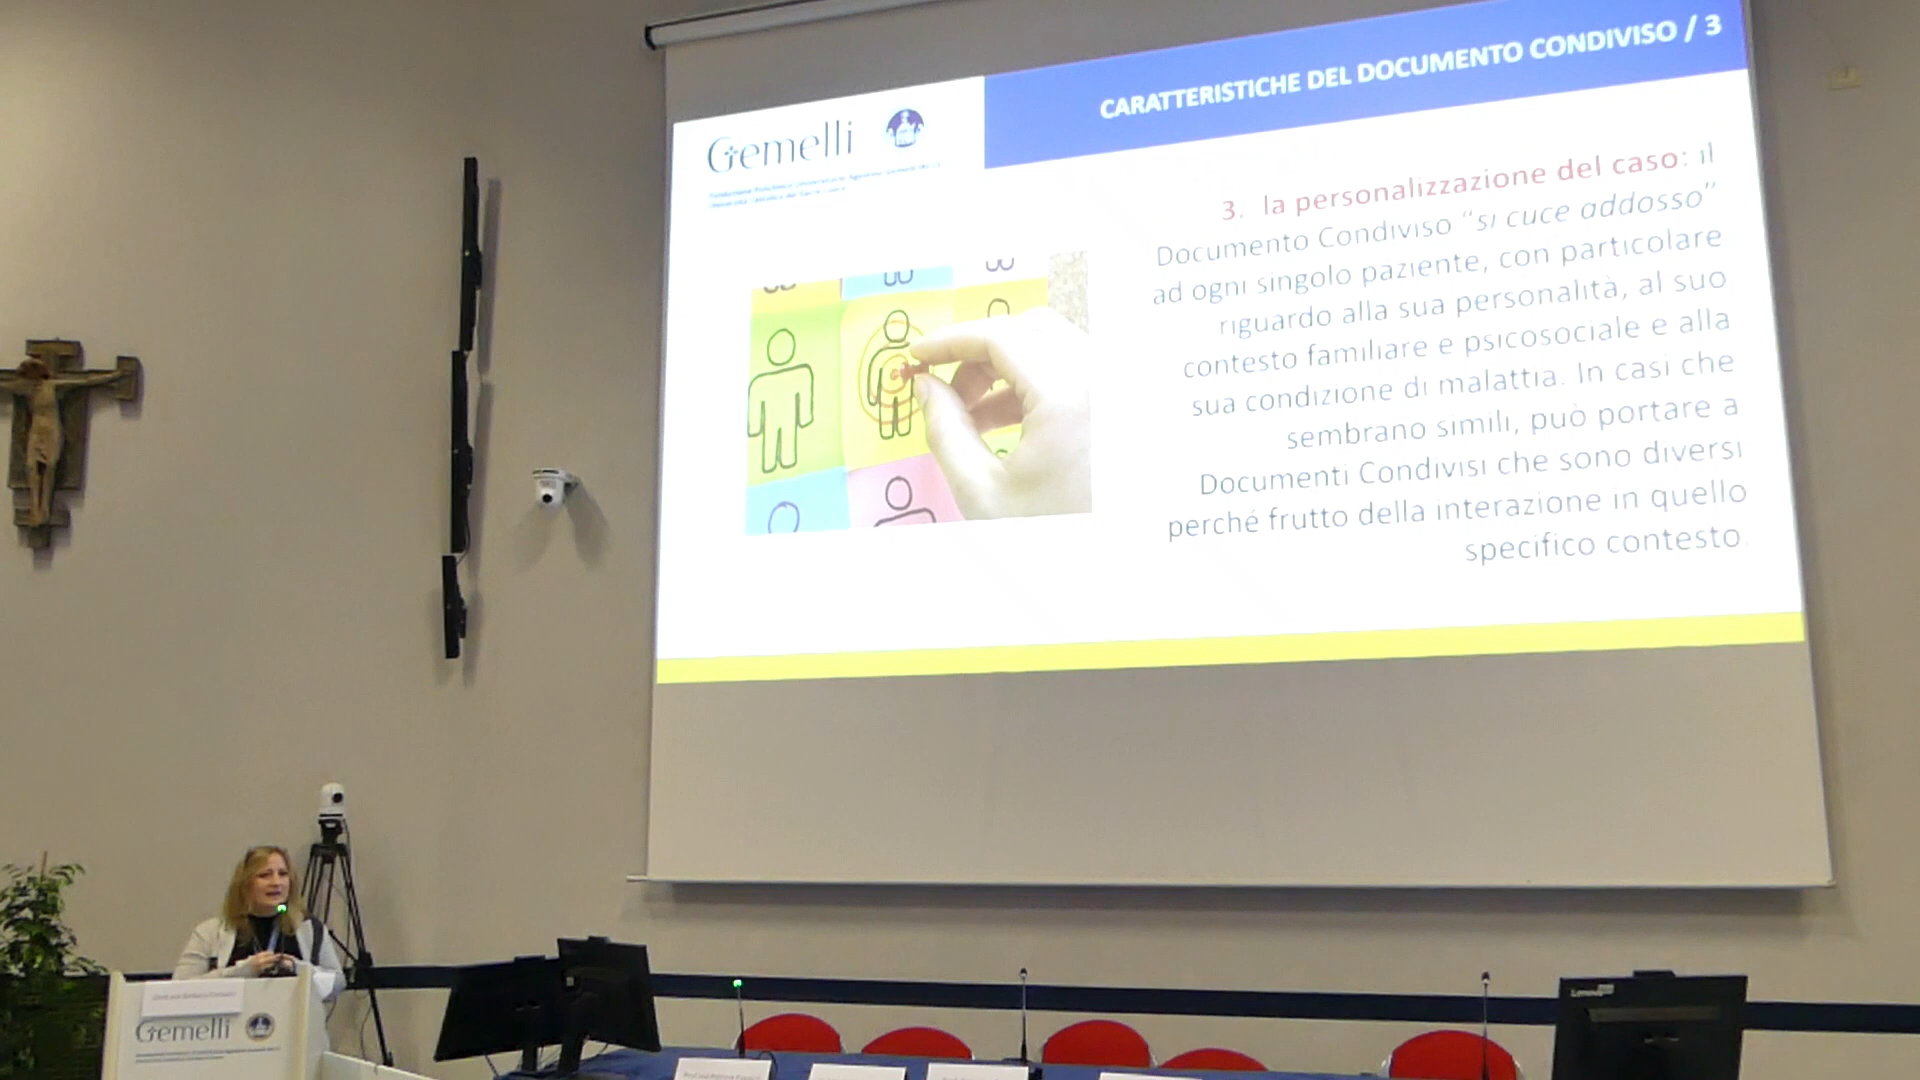 CARATTERISTICHE DEL DOCUMENTO CONDIVISO / 3
Gemelli
3. la personalizzazione del caso: il
Documento Condiviso “si cuce addosso”
ad ogni singolo paziente, con particolare
riguardo alla sua personalità, al suo
contesto familiare e psicosociale e alla
sua condizione di malattia. In casi che
sembrano simili, può portare a
Documenti Condivisi che sono diversi
perché frutto della interazione in quello
specifico contesto.
Gemelli
Lenovo